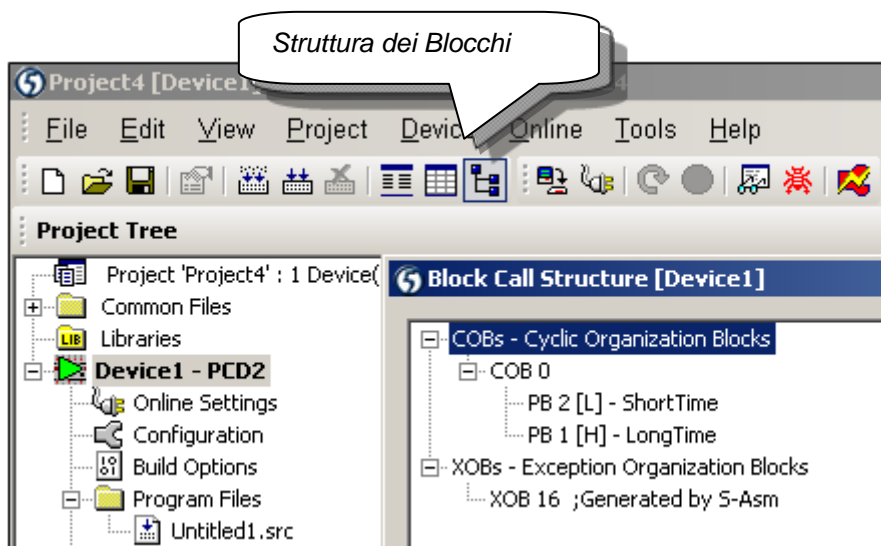 Struttura dei Blocchi
Project4 [Device1]
File Edit View Project Device Online Tools Help
Project Tree
Project 'Project4' : 1 Device(
Common Files
LIB Libraries
Device1 - PCD2
Online Settings
Configuration
Build Options
Program Files
Untitled1.src
Block Call Structure [Device1]
COBs - Cyclic Organization Blocks
COB 0
PB 2 [L] - ShortTime
PB 1 [H] - LongTime
XOBs - Exception Organization Blocks
XOB 16 ;Generated by S-Asm